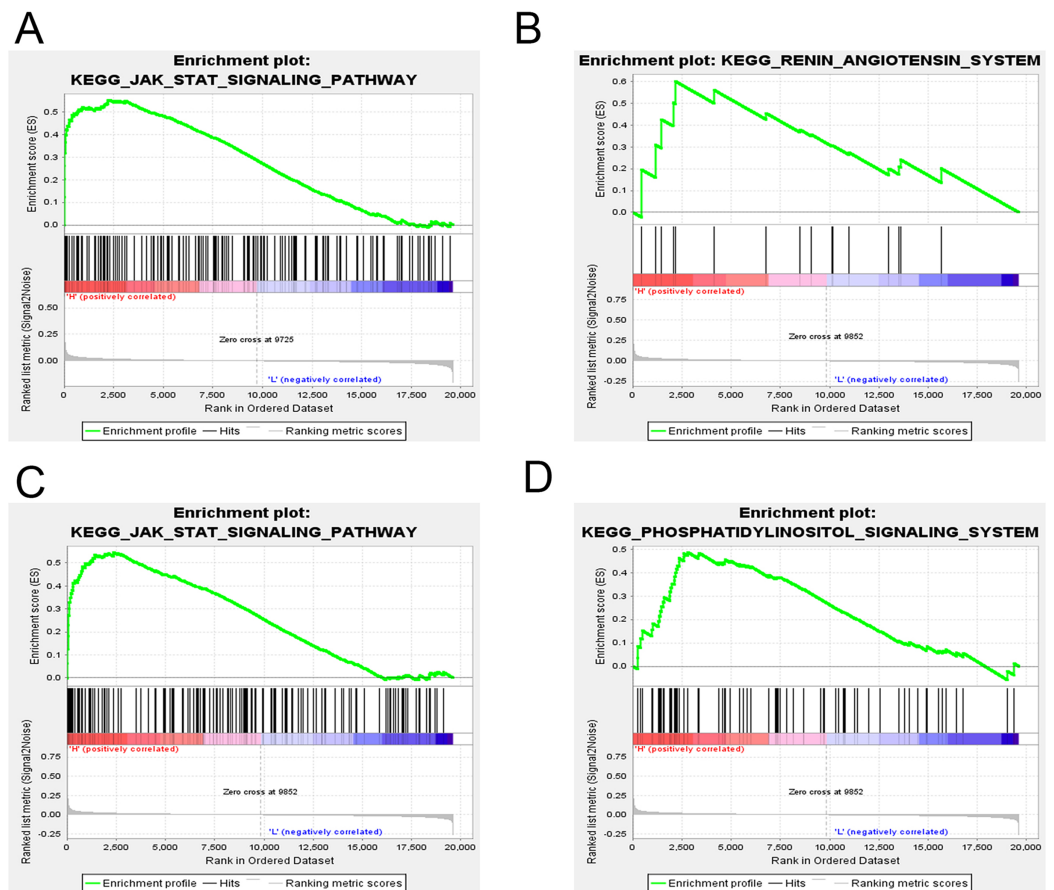 A
Enrichment plot:
KEGG_JAK_STAT_SIGNALING_PATHWAY
Enrichment score (ES)
0.5
0.4
0.3
0.2
0.1
0.0
'H' (positively correlated)
Ranked list metric (Signal2Noise)
0.50
0.25
0.00
Zero cross at 9725
'L' (negatively correlated)
0 2,500 5,000 7,500 10,000 12,500 15,000 17,500 20,000
Rank in Ordered Dataset
Enrichment profile Hits Ranking metric scores
B
Enrichment plot: KEGG_RENIN_ANGIOTENSIN_SYSTEM
Enrichment score (ES)
0.6
0.5
0.4
0.3
0.2
0.1
0.0
'H' (positively correlated)
Ranked list metric (Signal2Noise)
0.75
0.50
0.25
0.00
-0.25
Zero cross at 9852
'L' (negatively correlated)
0 2,500 5,000 7,500 10,000 12,500 15,000 17,500 20,000
Rank in Ordered Dataset
Enrichment profile Hits Ranking metric scores
C
Enrichment plot:
KEGG_JAK_STAT_SIGNALING_PATHWAY
Enrichment score (ES)
0.5
0.4
0.3
0.2
0.1
0.0
'H' (positively correlated)
Ranked list metric (Signal2Noise)
0.75
0.50
0.25
0.00
-0.25
Zero cross at 9852
'L' (negatively correlated)
0 2,500 5,000 7,500 10,000 12,500 15,000 17,500 20,000
Rank in Ordered Dataset
Enrichment profile Hits Ranking metric scores
D
Enrichment plot:
KEGG_PHOSPHATIDYLINOSITOL_SIGNALING_SYSTEM
Enrichment score (ES)
0.5
0.4
0.3
0.2
0.1
0.0
'H' (positively correlated)
Ranked list metric (Signal2Noise)
0.75
0.50
0.25
0.00
-0.25
Zero cross at 9852
'L' (negatively correlated)
0 2,500 5,000 7,500 10,000 12,500 15,000 17,500 20,000
Rank in Ordered Dataset
Enrichment profile Hits Ranking metric scores